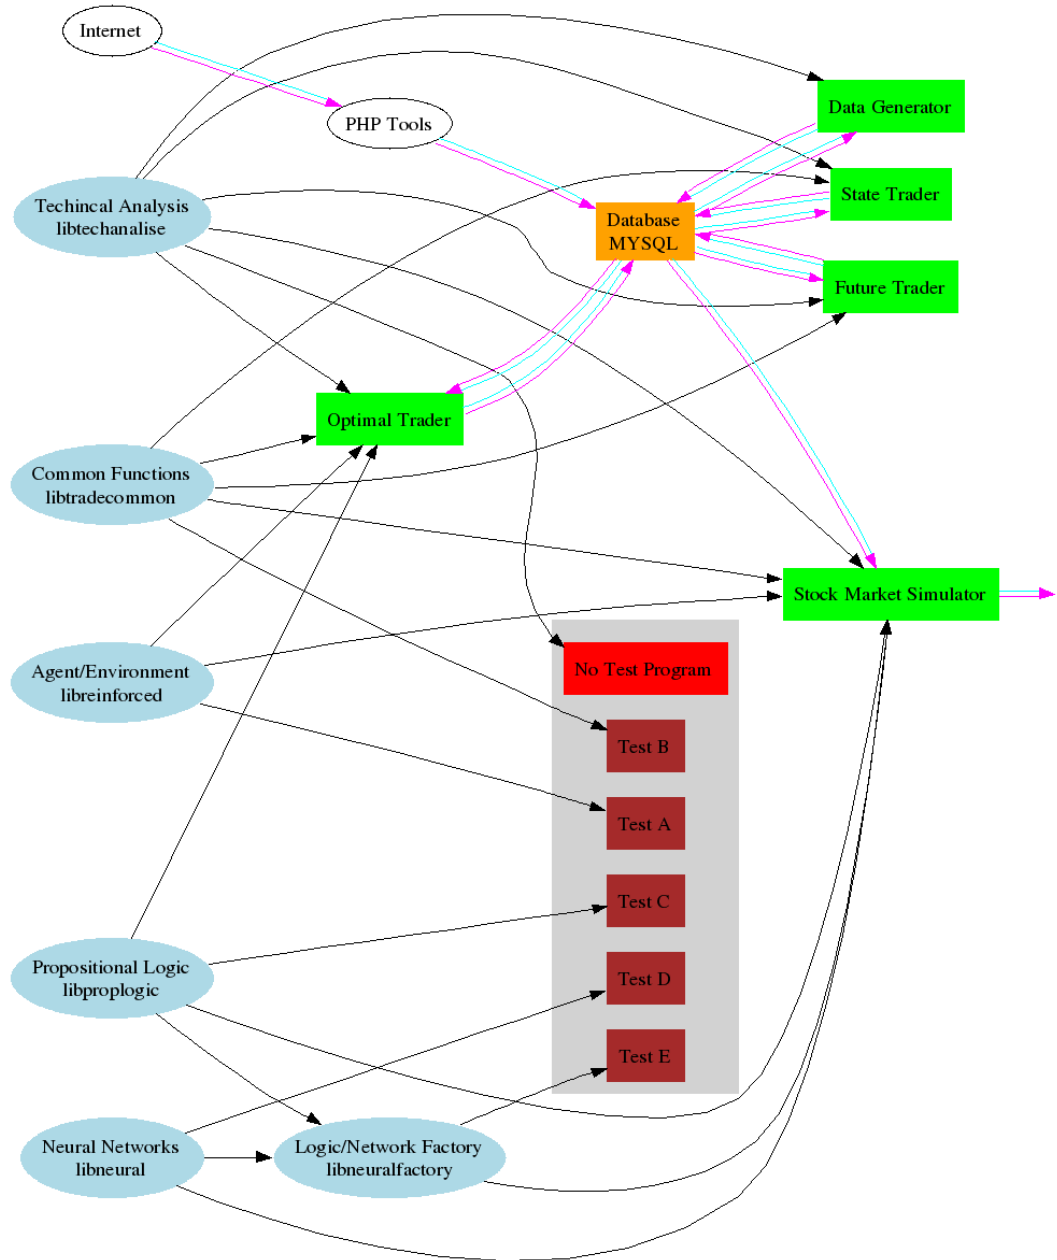 Internet
Data Generator
PHP Tools
State Trader
Techincal Analysis
libtechanalise
Database
MYSQL
Future Trader
Optimal Trader
Common Functions
libtradecommon
Stock Market Simulator
Agent/Environment
libreinforced
No Test Program
Test B
Test A
Test C
Propositional Logic
libproplogic
Test D
Test E
Neural Networks
libneural
Logic/Network Factory
libneuralfactory